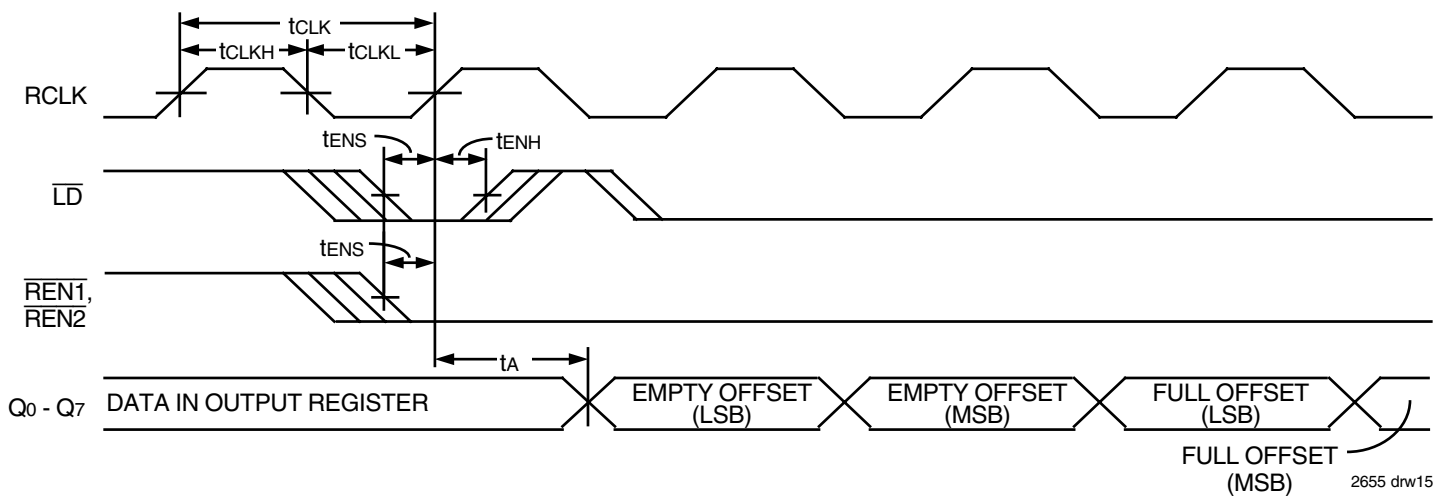 tCLK
tCLKH
tCLKL
RCLK
tENS
tENH
LD
tENS
REN1,
REN2
tA
Q0 - Q7
DATA IN OUTPUT REGISTER
EMPTY OFFSET
(LSB)
EMPTY OFFSET
(MSB)
FULL OFFSET
(LSB)
FULL OFFSET
(MSB)
2655 drw15